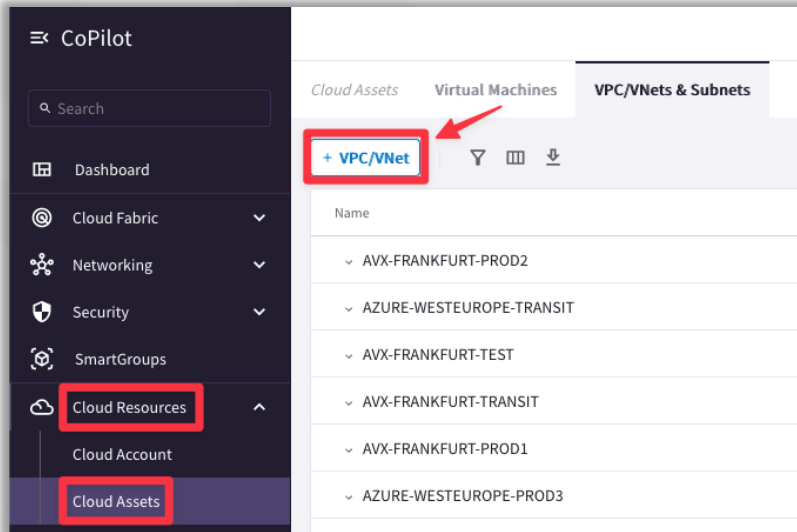 CoPilot
Search
Dashboard
Cloud Fabric
Networking
Security
SmartGroups
Cloud Resources
Cloud Account
Cloud Assets
Cloud Assets Virtual Machines VPC/VNets & Subnets
+ VPC/VNet
Name
AVX-FRANKFURT-PROD2
AZURE-WESTEUROPE-TRANSIT
AVX-FRANKFURT-TEST
AVX-FRANKFURT-TRANSIT
AVX-FRANKFURT-PROD1
AZURE-WESTEUROPE-PROD3